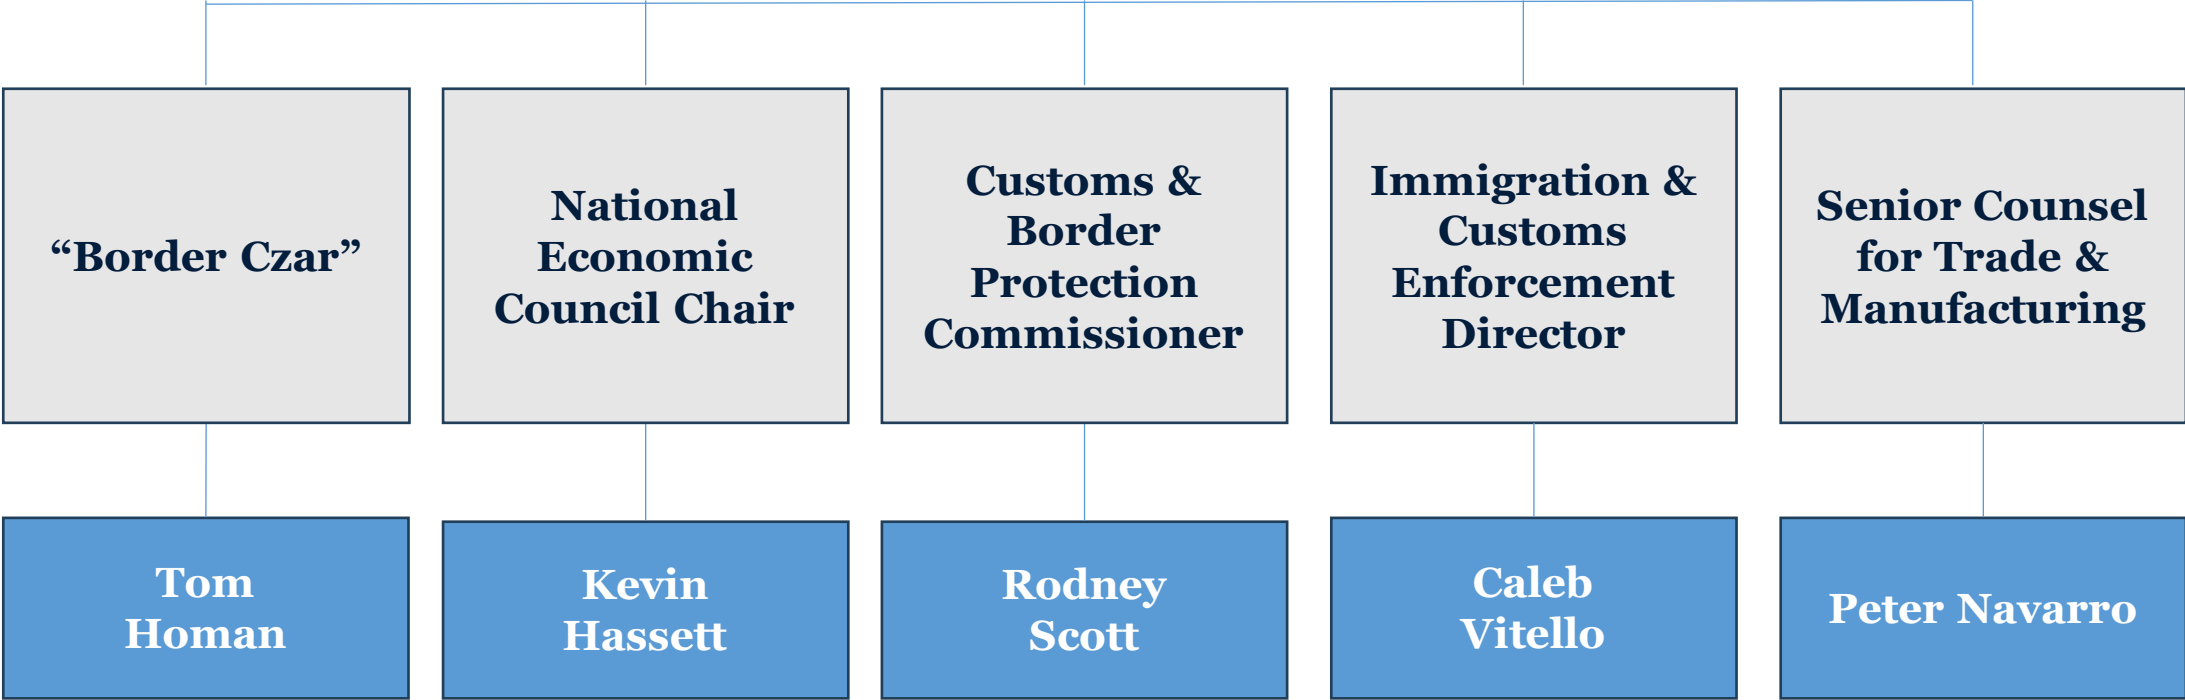 “Border Czar”
National
Economic
Council Chair
Customs &
Border
Protection
Commissioner
Immigration &
Customs
Enforcement
Director
Senior Counsel
for Trade &
Manufacturing
Tom
Homan
Kevin
Hassett
Rodney
Scott
Caleb
Vitello
Peter Navarro